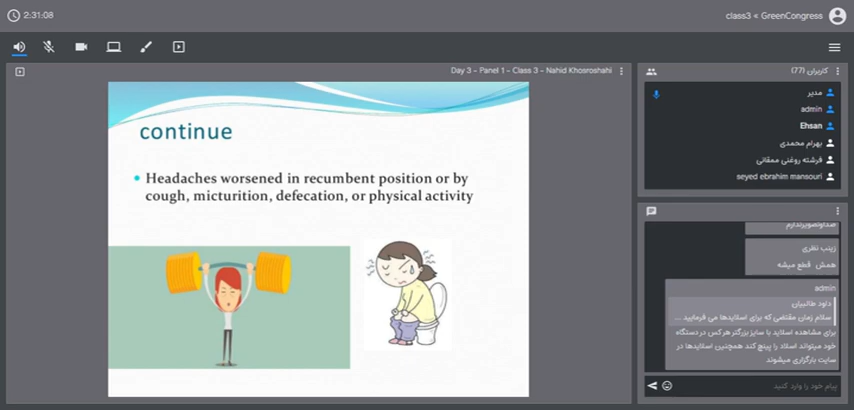 2:31:08
class3 < GreenCongress
Day 3 - Panel 1 - Class 3 - Nahid Khosroshahi
continue
Headaches worsened in recumbent position or by
cough, micturition, defecation, or physical activity
کاربران (77)
مدیر
admin
Ehsan
بهرام محمدی
فرشته روغنی ممقانی
seyed ebrahim mansouri
صداوتصویرندارم
زینب نظری
همش قطع میشه
admin
داود طالبیان
سلام زمان مقتضی که برای اسلایدها می فرمایید ...
برای مشاهده اسلاید با سایز بزرگتر هرکس در دستگاه
خود میتواند اسلاد را پینچ کند همچنین اسلایدها در
سایت بارگزاری میشوند
پیام خود را وارد کنید